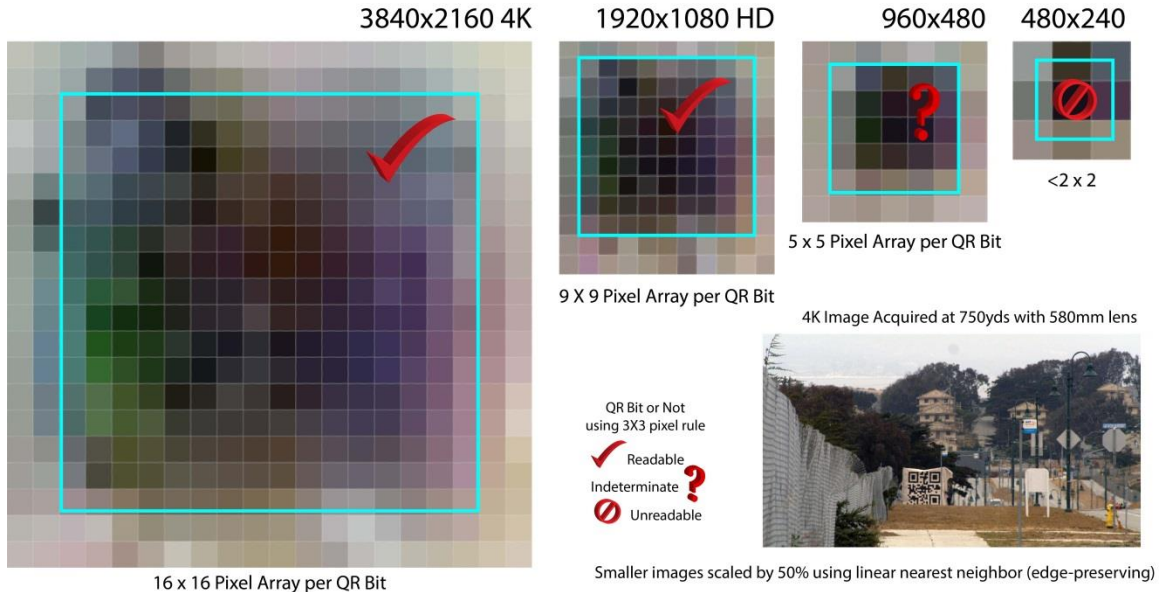 3840x2160 4K
1920x1080 HD
960x480
480x240
<2 x 2
5 x 5 Pixel Array per QR Bit
9 X 9 Pixel Array per QR Bit
4K Image Acquired at 750yds with 580mm lens
QR Bit or Not
using 3X3 pixel rule
Readable
Indeterminate
Unreadable
16 x 16 Pixel Array per QR Bit
Smaller images scaled by 50% using linear nearest neighbor (edge-preserving)